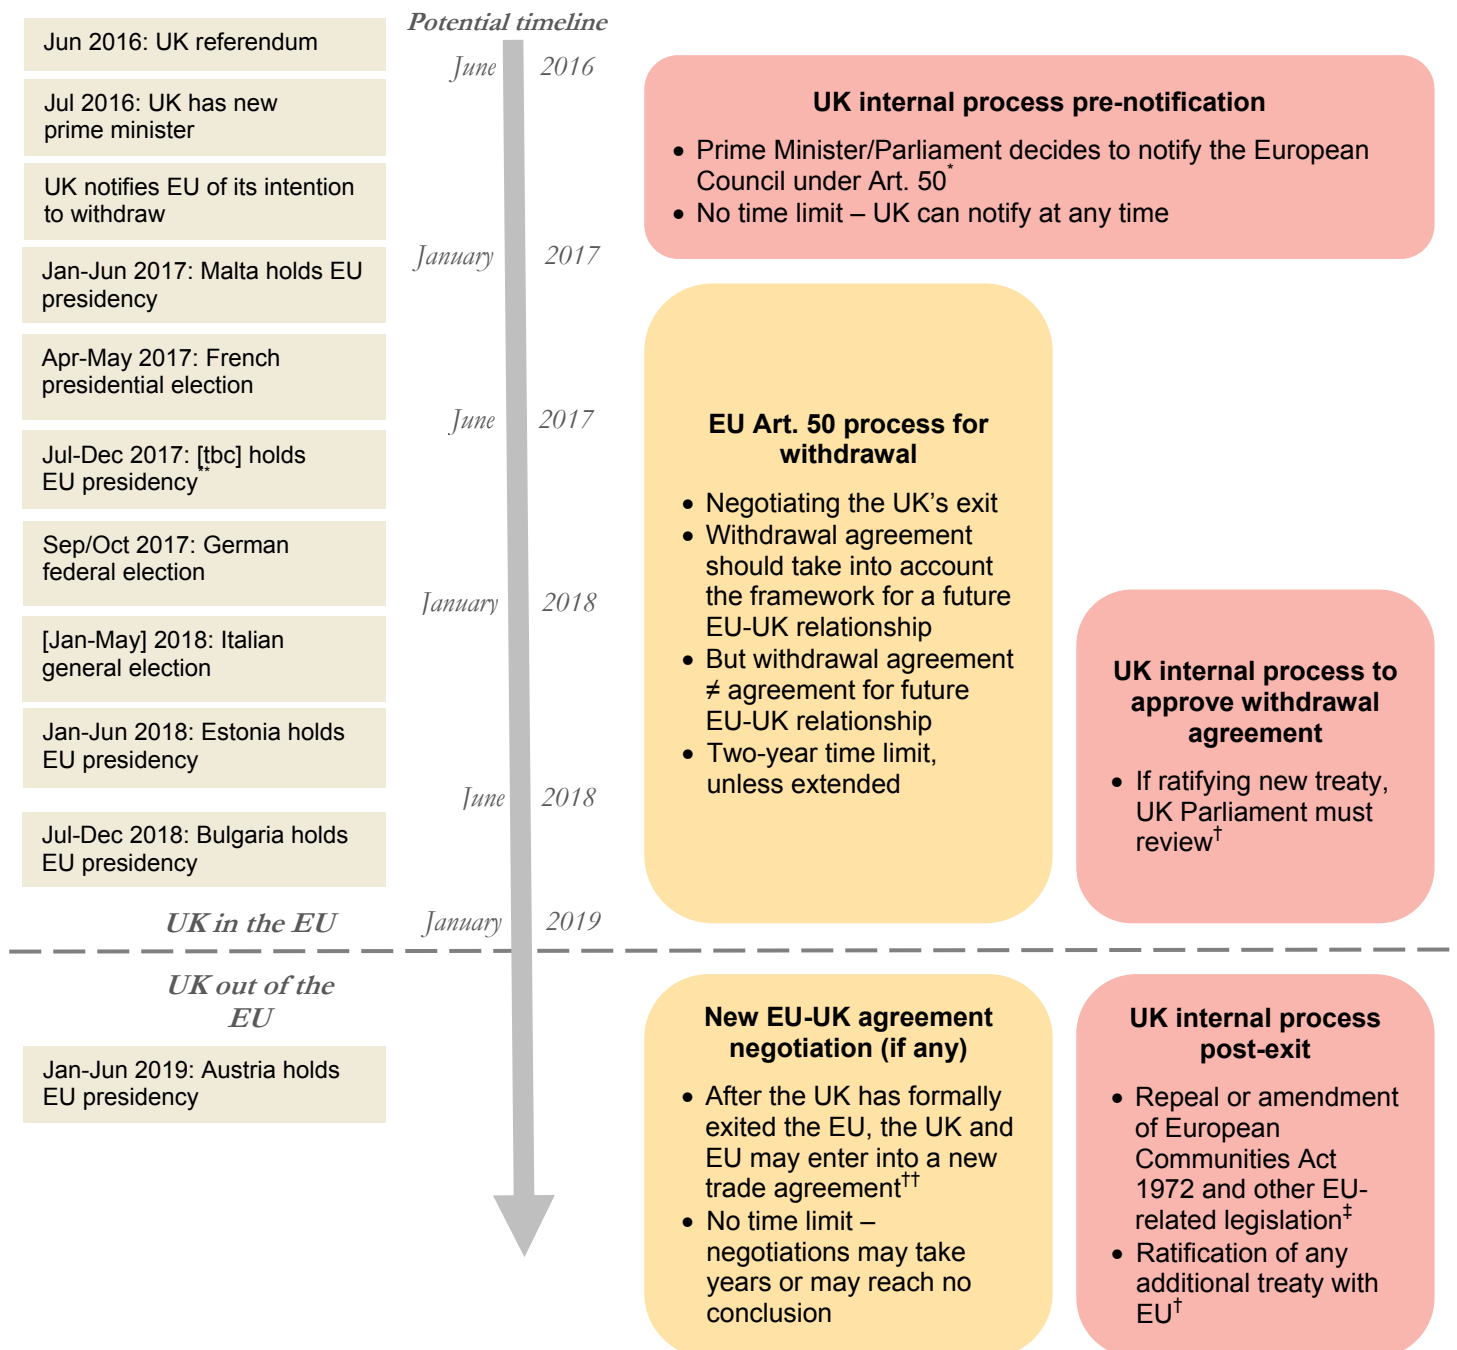 Potential timeline
Jun 2016: UK referendum
Jul 2016: UK has new
prime minister
UK notifies EU of its intention
to withdraw
Jan-Jun 2017: Malta holds EU
presidency
Apr-May 2017: French
presidential election
Jul-Dec 2017: [tbc] holds
EU presidency**
Sep/Oct 2017: German
federal election
[Jan-May] 2018: Italian
general election
Jan-Jun 2018: Estonia holds
EU presidency
Jul-Dec 2018: Bulgaria holds
EU presidency
UK in the EU
UK out of the
EU
Jan-Jun 2019: Austria holds
EU presidency
June 2016
January 2017
June 2017
January 2018
June 2018
January 2019
UK internal process pre-notification
• Prime Minister/Parliament decides to notify the European
Council under Art. 50*
• No time limit – UK can notify at any time
EU Art. 50 process for
withdrawal
• Negotiating the UK’s exit
• Withdrawal agreement
should take into account
the framework for a future
EU-UK relationship
• But withdrawal agreement
≠ agreement for future
EU-UK relationship
• Two-year time limit,
unless extended
UK internal process to
approve withdrawal
agreement
• If ratifying new treaty,
UK Parliament must
review†
New EU-UK agreement
negotiation (if any)
• After the UK has formally
exited the EU, the UK and
EU may enter into a new
trade agreement††
• No time limit –
negotiations may take
years or may reach no
conclusion
UK internal process
post-exit
• Repeal or amendment
of European
Communities Act
1972 and other EU-
related legislation‡
• Ratification of any
additional treaty with
EU†